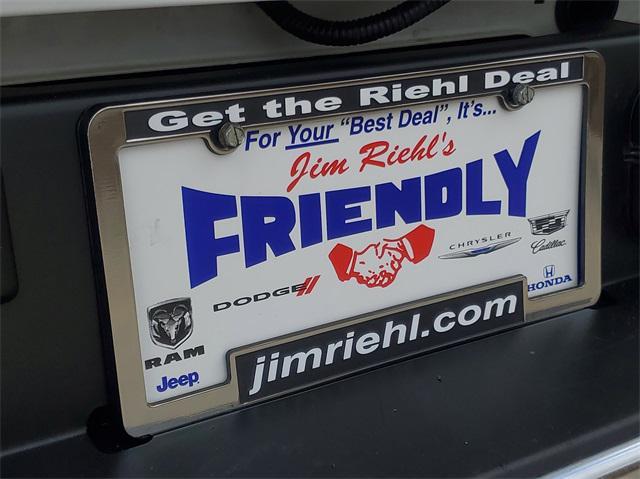 Get the Riehl Deal
For Your "Best Deal", It's...
Jim Riehl's
FRIENDLY
DODGE
CHRYSLER
Cadillac
RAM
Jeep
HONDA
jimriehl.com